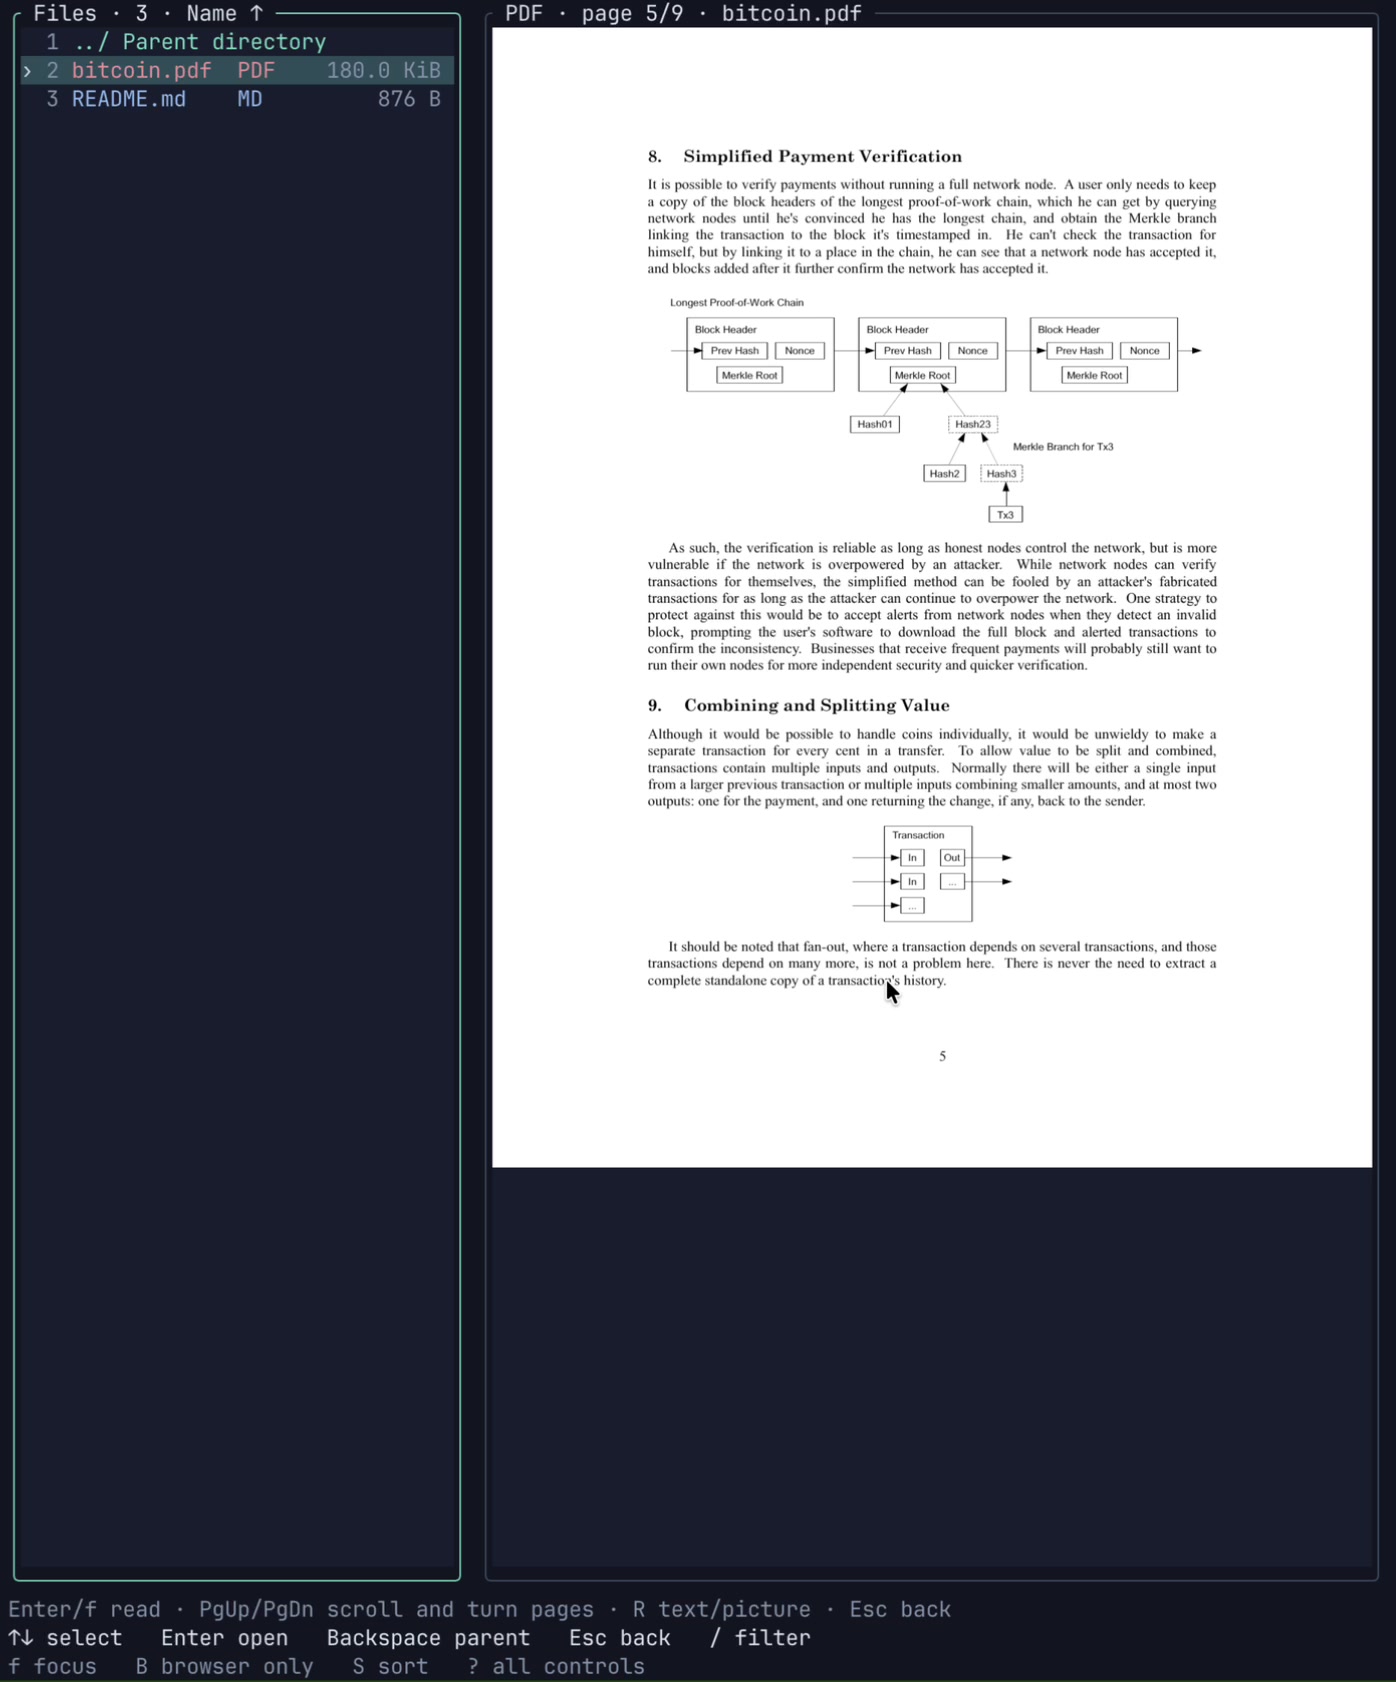 Files · 3 · Name ↑
1 ../ Parent directory
› 2 bitcoin.pdf PDF 180.0 KiB
3 README.md MD 876 B
PDF · page 5/9 · bitcoin.pdf
8. Simplified Payment Verification
It is possible to verify payments without running a full network node. A user only needs to keep
a copy of the block headers of the longest proof-of-work chain, which he can get by querying
network nodes until he's convinced he has the longest chain, and obtain the Merkle branch
linking the transaction to the block it's timestamped in. He can't check the transaction for
himself, but by linking it to a place in the chain, he can see that a network node has accepted it,
and blocks added after it further confirm the network has accepted it.
Longest Proof-of-Work Chain
Block Header Block Header Block Header
Prev Hash Nonce Prev Hash Nonce Prev Hash Nonce
Merkle Root Merkle Root Merkle Root
Hash01 Hash23
Merkle Branch for Tx3
Hash2 Hash3
Tx3
As such, the verification is reliable as long as honest nodes control the network, but is more
vulnerable if the network is overpowered by an attacker. While network nodes can verify
transactions for themselves, the simplified method can be fooled by an attacker's fabricated
transactions for as long as the attacker can continue to overpower the network. One strategy to
protect against this would be to accept alerts from network nodes when they detect an invalid
block, prompting the user's software to download the full block and alerted transactions to
confirm the inconsistency. Businesses that receive frequent payments will probably still want to
run their own nodes for more independent security and quicker verification.
9. Combining and Splitting Value
Although it would be possible to handle coins individually, it would be unwieldy to make a
separate transaction for every cent in a transfer. To allow value to be split and combined,
transactions contain multiple inputs and outputs. Normally there will be either a single input
from a larger previous transaction or multiple inputs combining smaller amounts, and at most two
outputs: one for the payment, and one returning the change, if any, back to the sender.
Transaction
In Out
In ...
...
It should be noted that fan-out, where a transaction depends on several transactions, and those
transactions depend on many more, is not a problem here. There is never the need to extract a
complete standalone copy of a transaction's history.
5
Enter/f read · PgUp/PgDn scroll and turn pages · R text/picture · Esc back
↑↓ select Enter open Backspace parent Esc back / filter
f focus B browser only S sort ? all controls